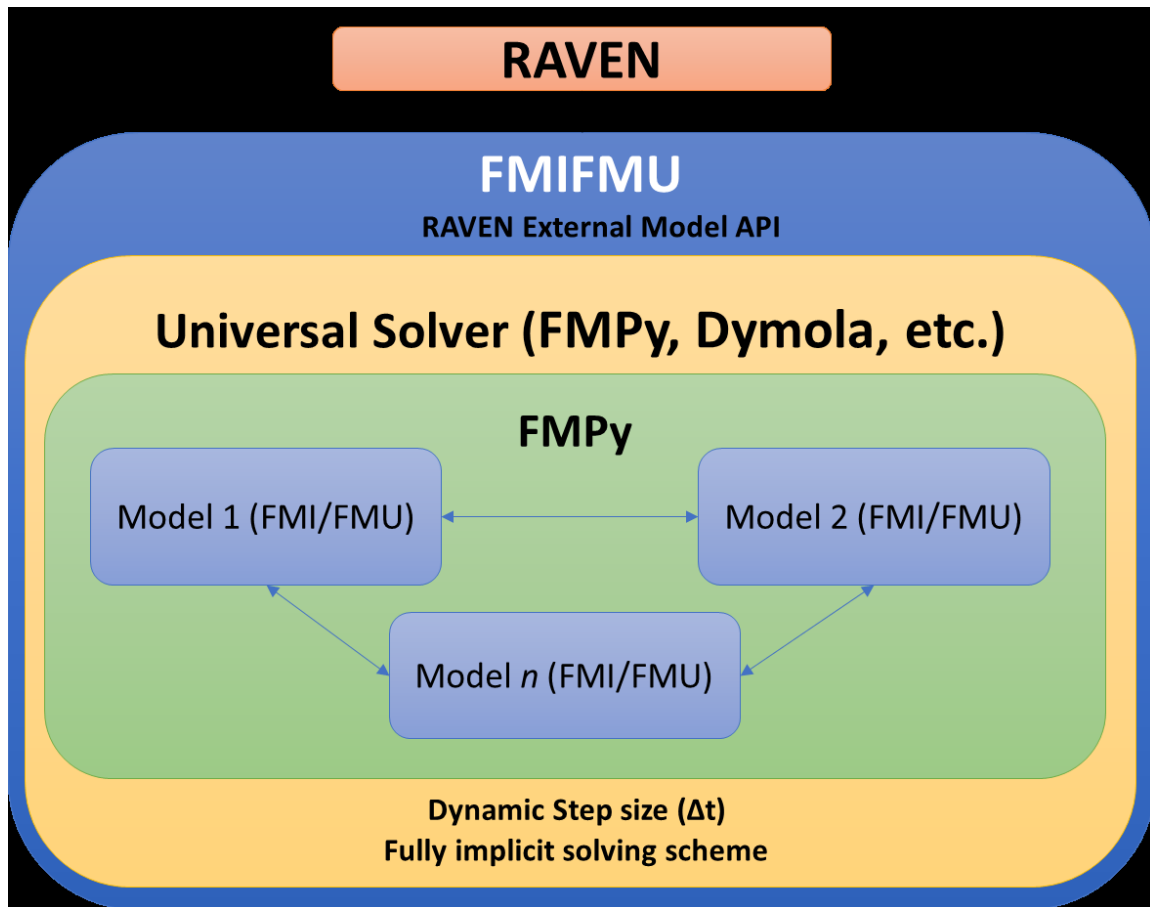 RAVEN
FMIFMU
RAVEN External Model API
Universal Solver (FMPy, Dymola, etc.)
FMPy
Model 1 (FMI/FMU)
Model 2 (FMI/FMU)
Model n (FMI/FMU)
Dynamic Step size (Δt)
Fully implicit solving scheme